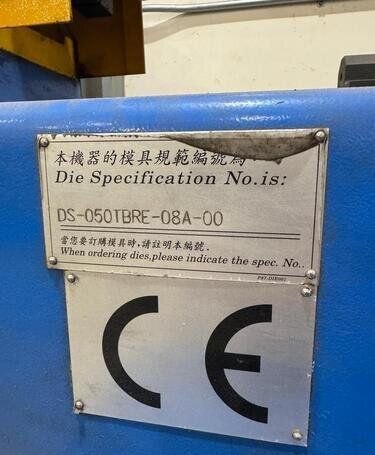 本機器的模具規範編號為:
Die Specification No.is:
DS-050TBRE-08A-00
當您要訂購模具時,請註明本編號.
When ordering dies,please indicate the spec. No..
P87-DIE001
CE